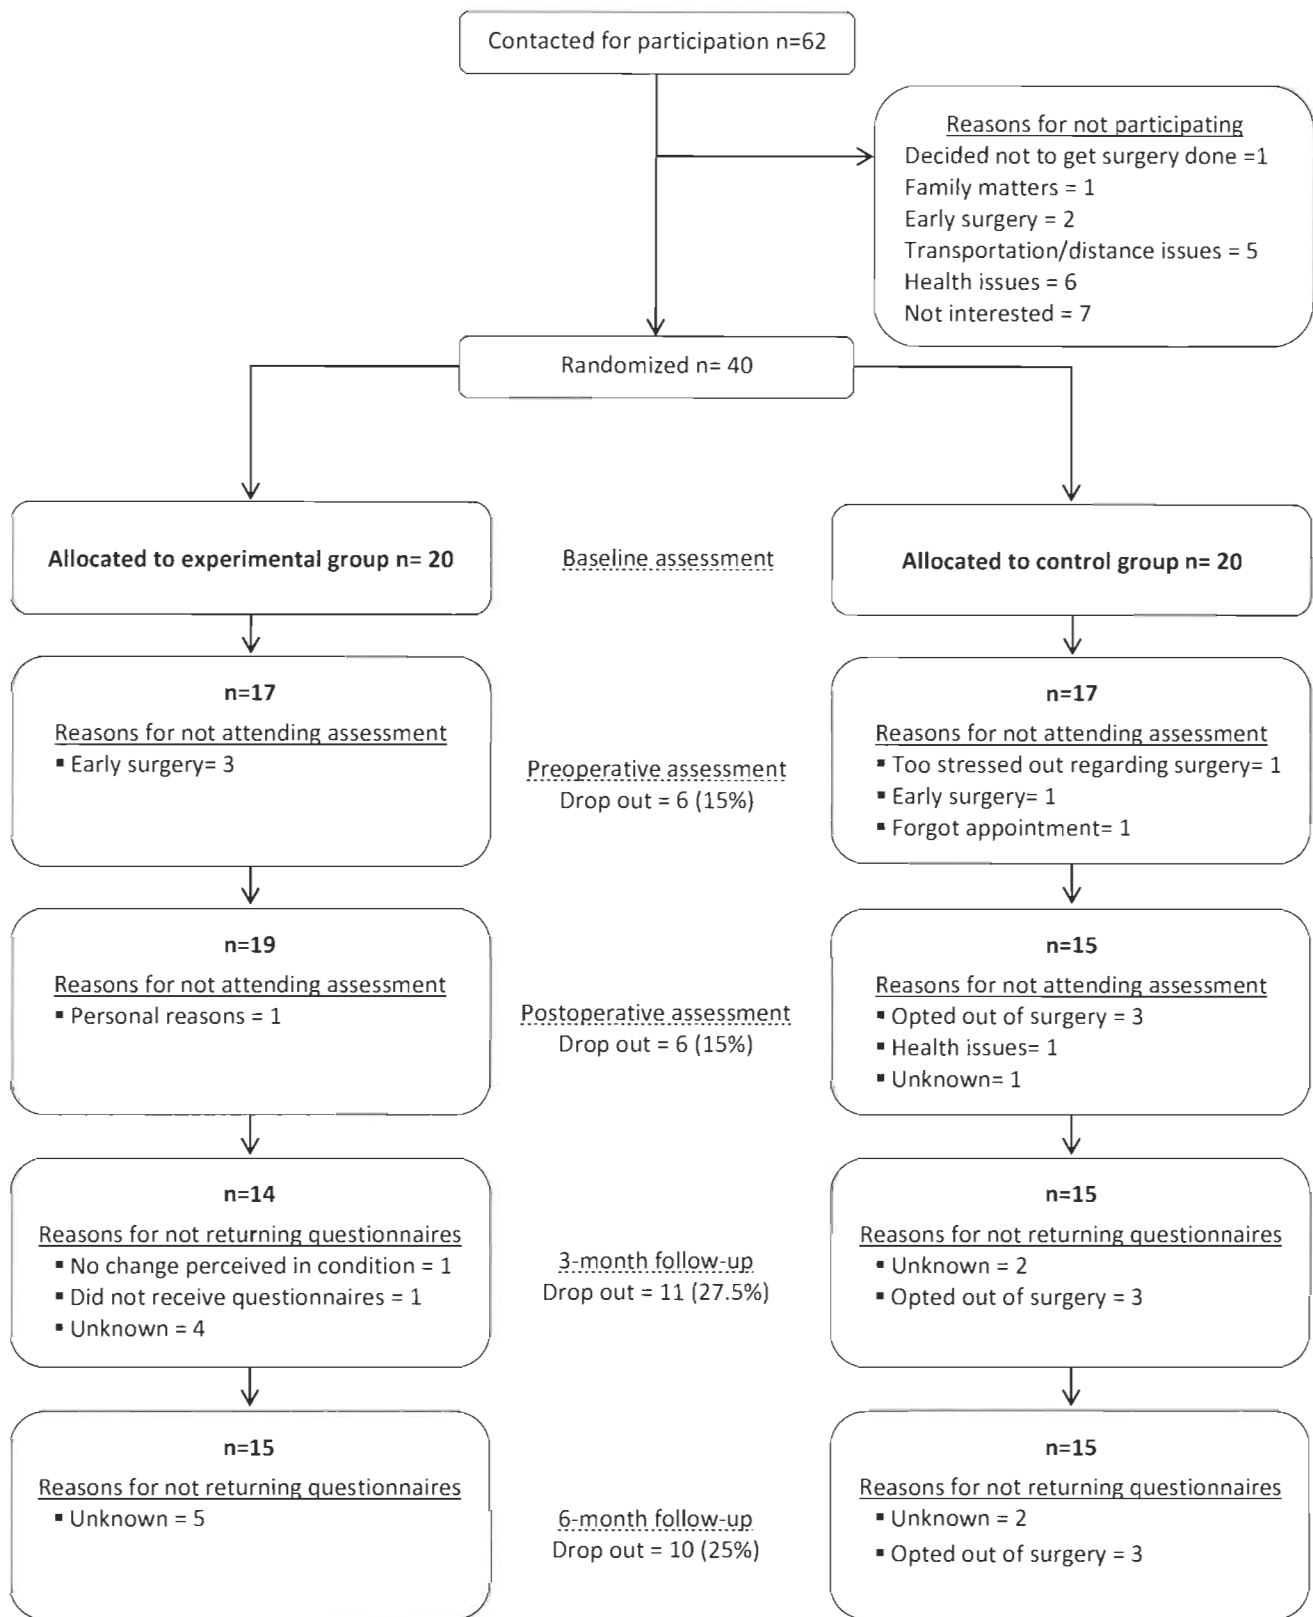 Contacted for participation n=62
Reasons for not participating
Decided not to get surgery done =1
Family matters = 1
Early surgery = 2
Transportation/distance issues = 5
Health issues = 6
Not interested = 7
Randomized n= 40
Allocated to experimental group n= 20
Baseline assessment
Allocated to control group n= 20
n=17
Reasons for not attending assessment
▪ Early surgery= 3
Preoperative assessment
Drop out = 6 (15%)
n=17
Reasons for not attending assessment
▪ Too stressed out regarding surgery= 1
▪ Early surgery= 1
▪ Forgot appointment= 1
n=19
Reasons for not attending assessment
▪ Personal reasons = 1
Postoperative assessment
Drop out = 6 (15%)
n=15
Reasons for not attending assessment
▪ Opted out of surgery = 3
▪ Health issues= 1
▪ Unknown= 1
n=14
Reasons for not returning questionnaires
▪ No change perceived in condition = 1
▪ Did not receive questionnaires = 1
▪ Unknown = 4
3-month follow-up
Drop out = 11 (27.5%)
n=15
Reasons for not returning questionnaires
▪ Unknown = 2
▪ Opted out of surgery = 3
n=15
Reasons for not returning questionnaires
▪ Unknown = 5
6-month follow-up
Drop out = 10 (25%)
n=15
Reasons for not returning questionnaires
▪ Unknown = 2
▪ Opted out of surgery = 3